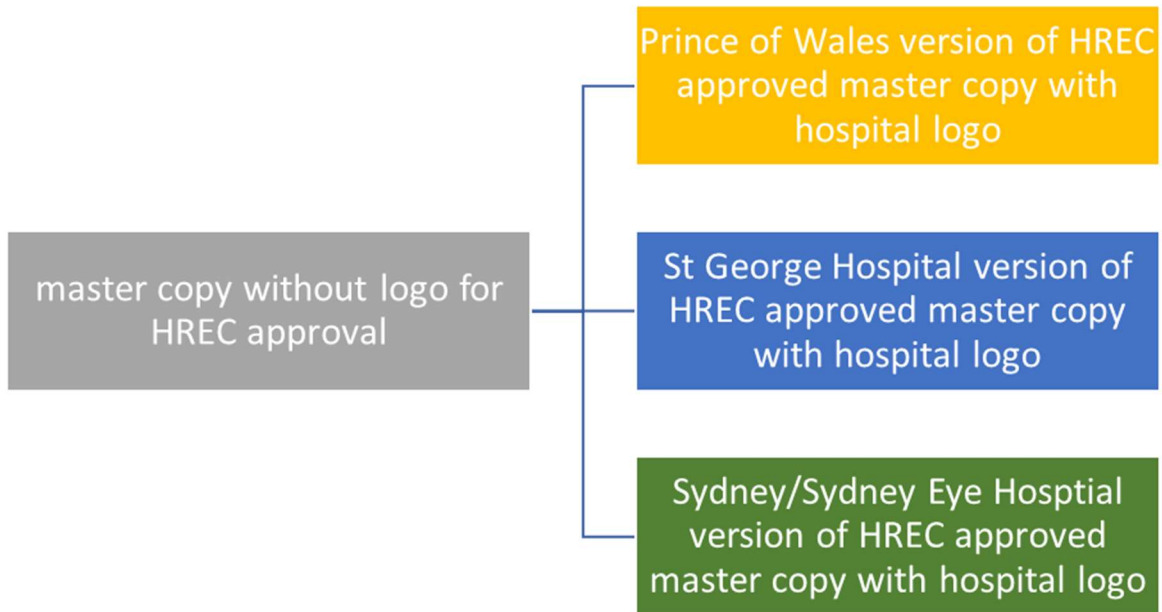 Prince of Wales version of HREC
approved master copy with
hospital logo
master copy without logo for
HREC approval
St George Hospital version of
HREC approved master copy
with hospital logo
Sydney/Sydney Eye Hosptial
version of HREC approved
master copy with hospital logo